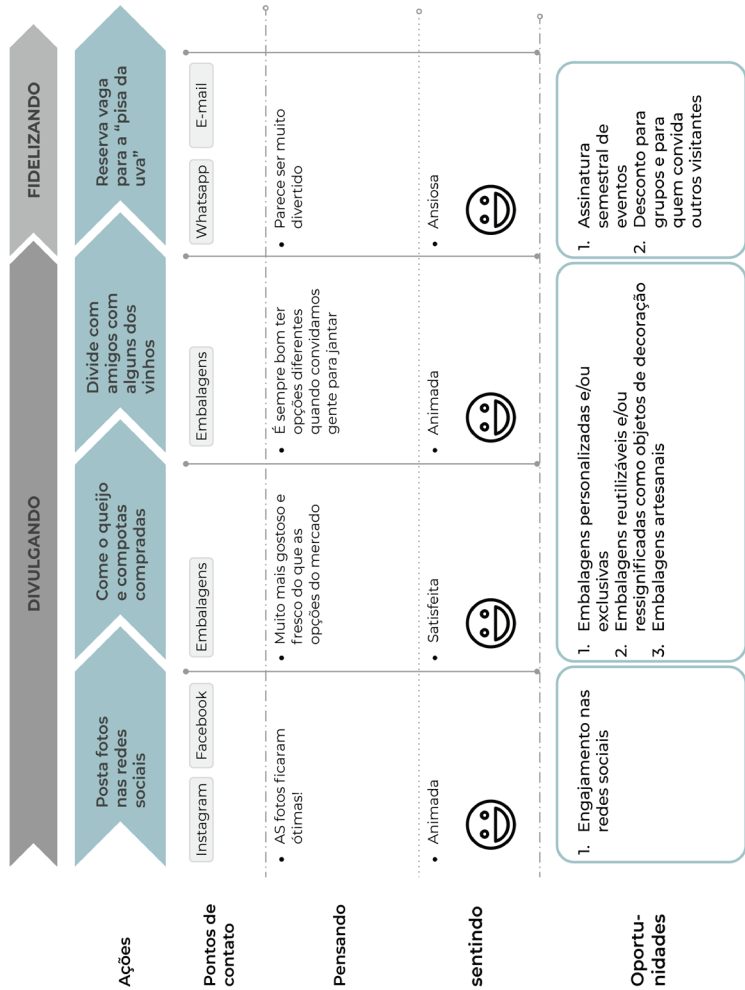 DIVULGANDO
FIDELIZANDO
Ações
Posta fotos
nas redes
sociais
Come o queijo
e compotas
compradas
Divide com
amigos com
alguns dos
vinhos
Reserva vaga
para a “pisa da
uva”
Pontos de
contato
Instagram
Facebook
Embalagens
Embalagens
Whatsapp
E-mail
Pensando
• AS fotos ficaram
ótimas!
• Muito mais gostoso e
fresco do que as
opções do mercado
• É sempre bom ter
opções diferentes
quando convidamos
gente para jantar
• Parece ser muito
divertido
sentindo
• Animada
• Satisfeita
• Animada
• Ansiosa
Oportu-
nidades
1. Engajamento nas
redes sociais
1. Embalagens personalizadas e/ou
exclusivas
2. Embalagens reutilizáveis e/ou
ressignificadas como objetos de decoração
3. Embalagens artesanais
1. Assinatura
semestral de
eventos
2. Desconto para
grupos e para
quem convida
outros visitantes